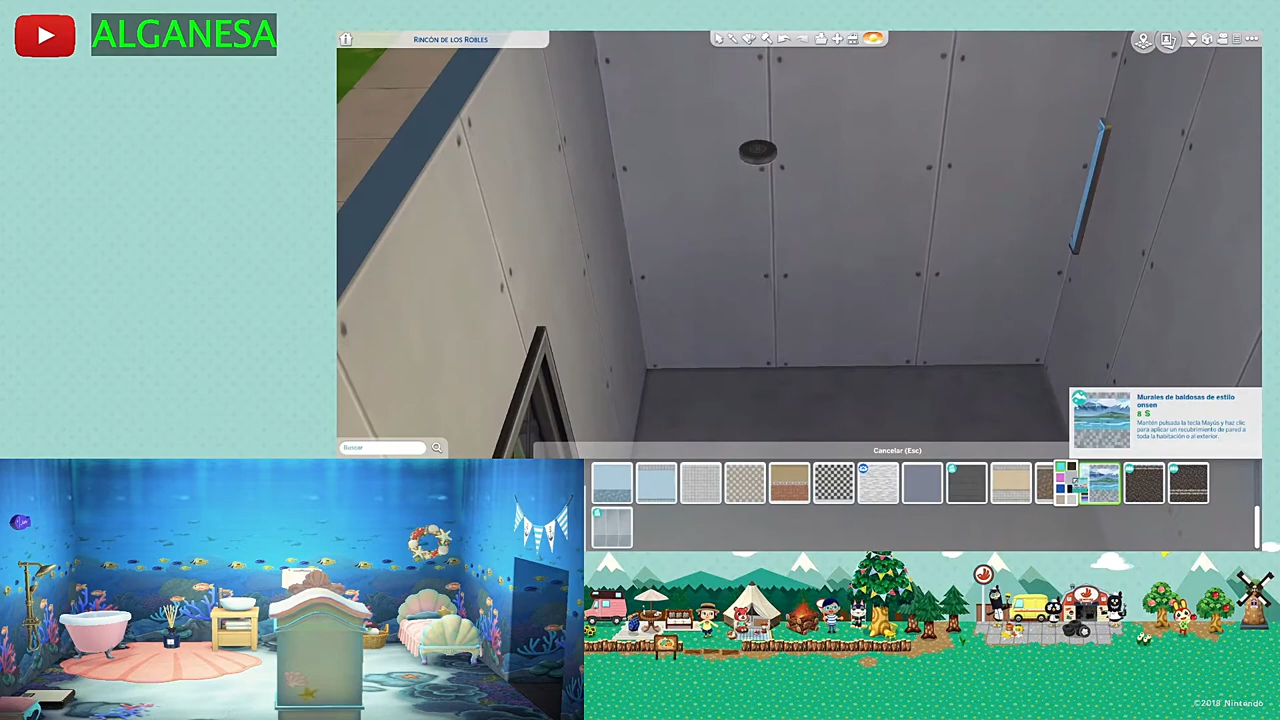 ALGANESA
RINCÓN DE LOS ROBLES
Buscar
Murales de baldosas de estilo
onsen
8 $
Mantén pulsada la tecla Mayús y haz clic
para aplicar un recubrimiento de pared a
toda la habitación o al exterior.
Cancelar (Esc)
©2018 Nintendo